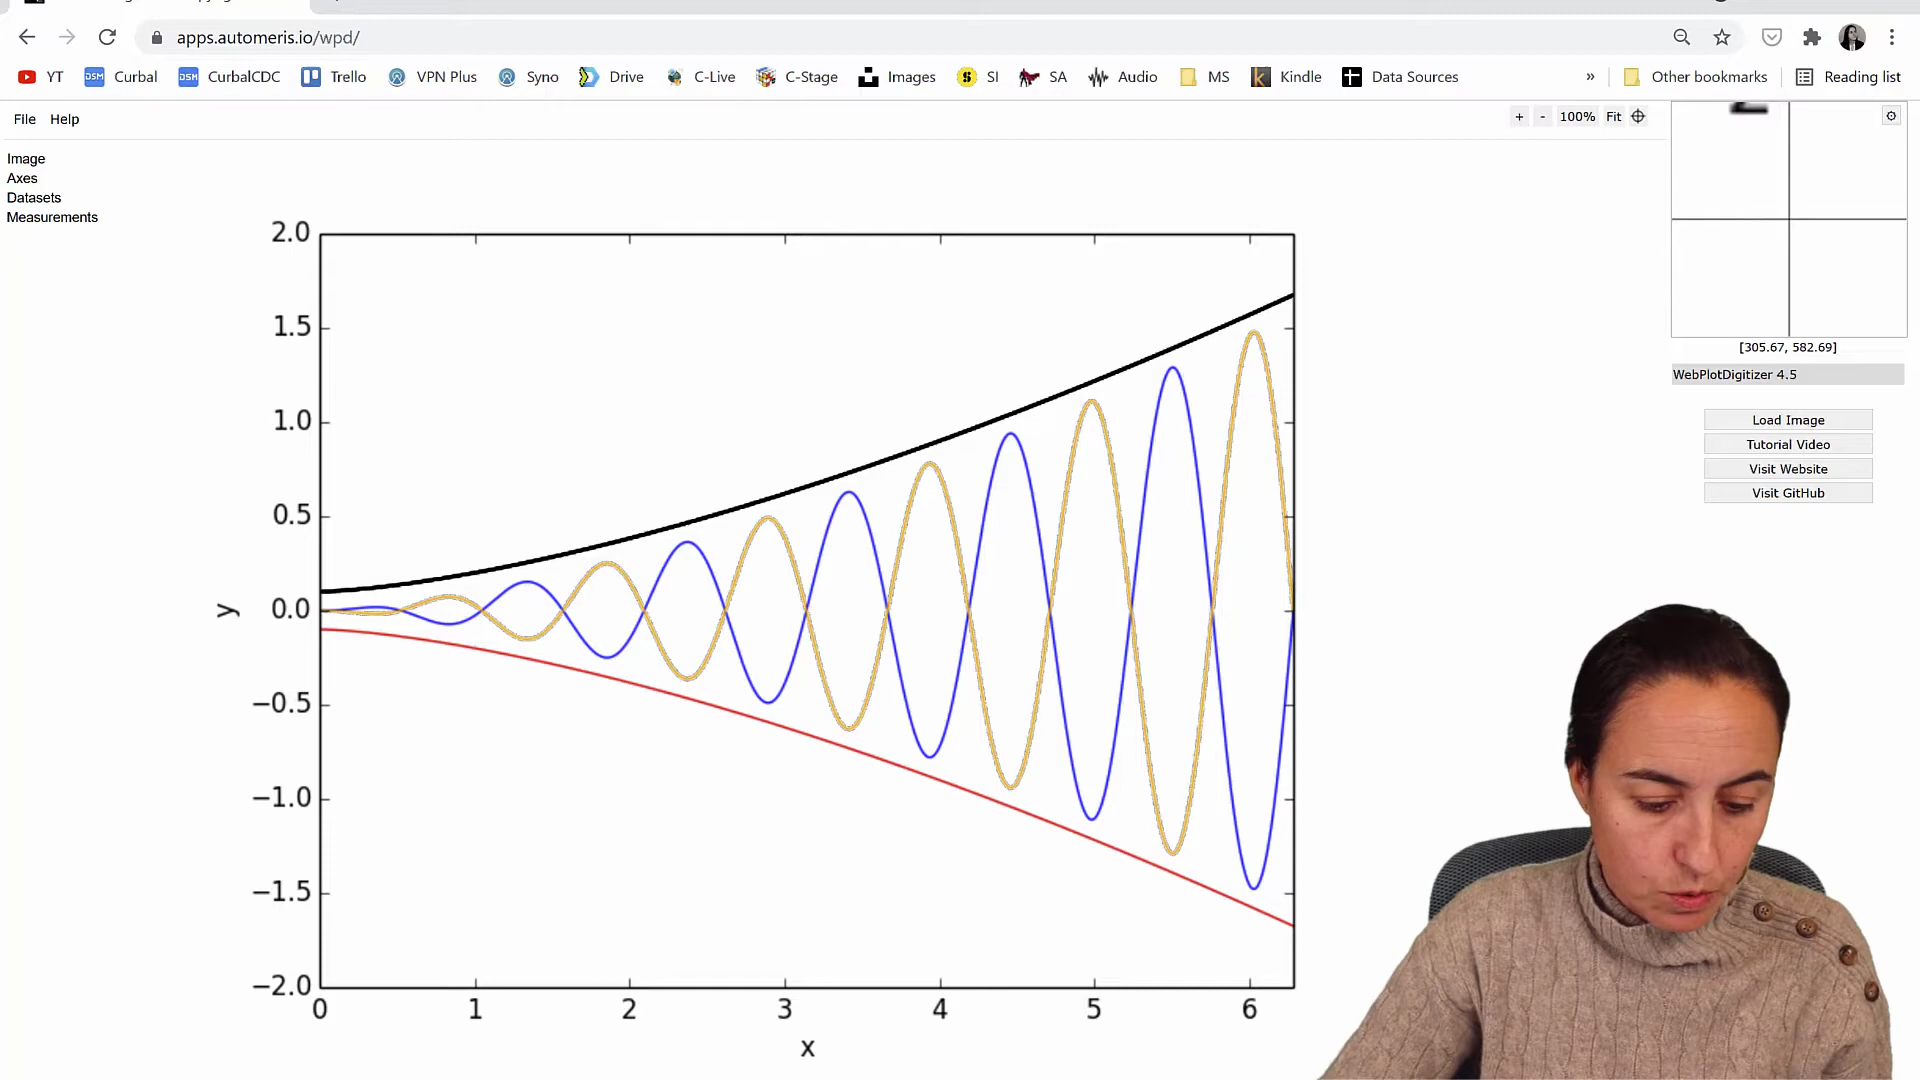 apps.automeris.io/wpd/
YT DSM Curbal DSM CurbalCDC Trello VPN Plus Syno Drive C-Live C-Stage Images SI SA Audio MS Kindle Data Sources » Other bookmarks Reading list
File Help
+ - 100% Fit
Image
Axes
Datasets
Measurements
[305.67, 582.69]
WebPlotDigitizer 4.5
Load Image
Tutorial Video
Visit Website
Visit GitHub
2.0
1.5
1.0
0.5
0.0
−0.5
−1.0
−1.5
−2.0
y
0 1 2 3 4 5 6
x